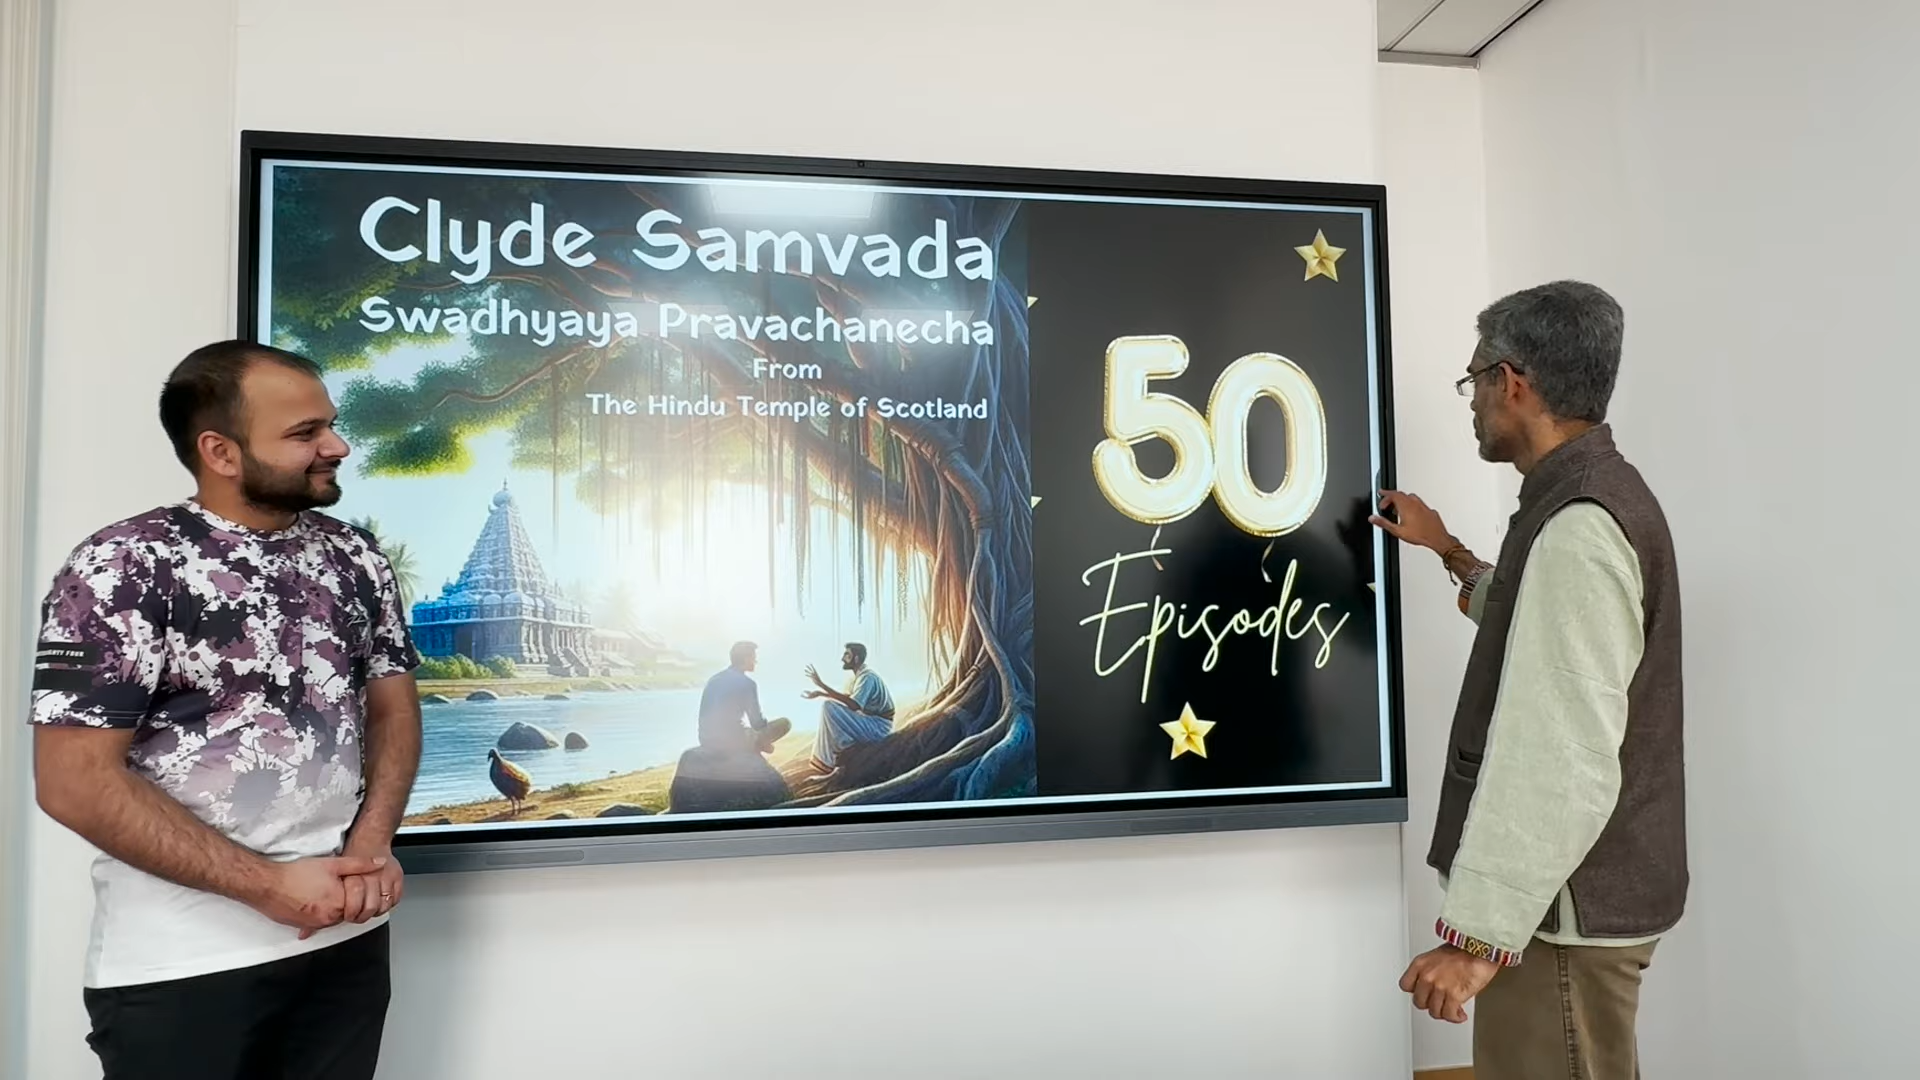 Clyde Samvada
Swadhyaya Pravachanecha
From
The Hindu Temple of Scotland
50
Episodes